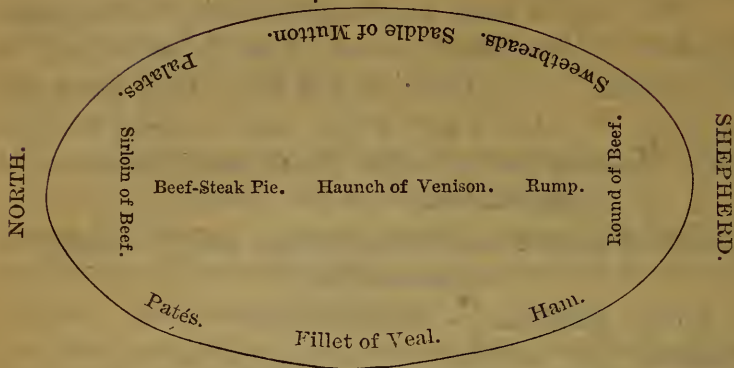 Palates.
Saddle of Mutton.
Sweetbreads.
NORTH.
Sirloin of Beef.
Beef-Steak Pie.
Haunch of Venison.
Rump.
Round of Beef.
SHEPHERD.
Patés.
Fillet of Veal.
Ham.